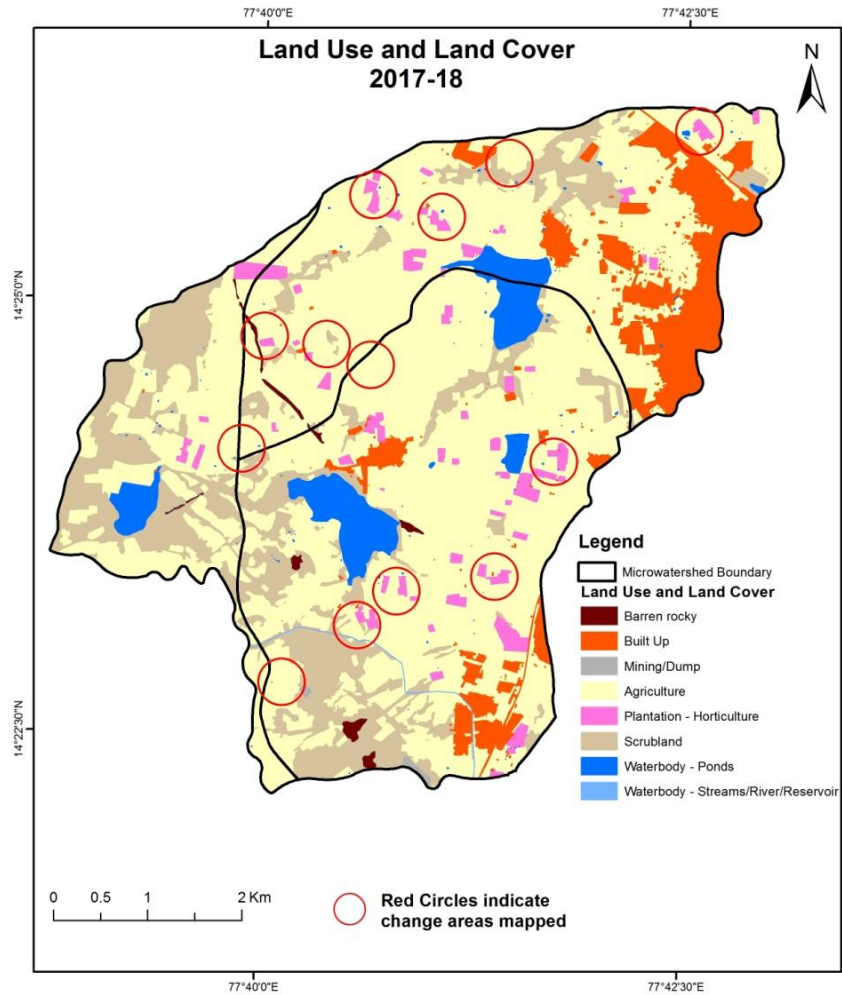 77°40'0"E
77°42'30"E
Land Use and Land Cover
2017-18
N
14°25'0"N
14°22'30"N
Legend
Microwatershed Boundary
Land Use and Land Cover
Barren rocky
Built Up
Mining/Dump
Agriculture
Plantation - Horticulture
Scrubland
Waterbody - Ponds
Waterbody - Streams/River/Reservoir
0 0.5 1 2 Km
Red Circles indicate
change areas mapped
77°40'0"E
77°42'30"E